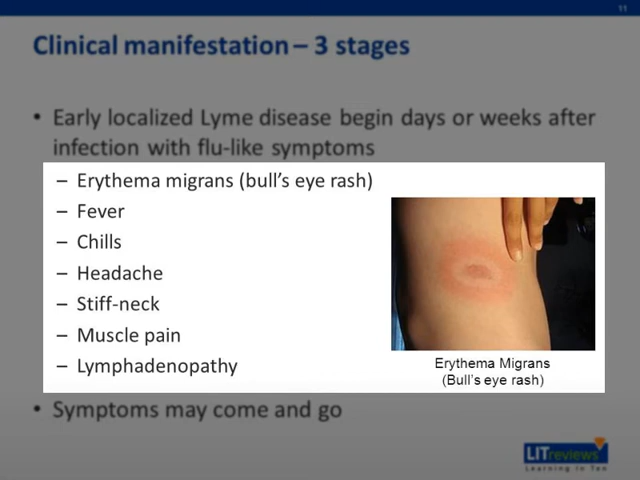 11
Clinical manifestation – 3 stages
• Early localized Lyme disease begin days or weeks after
infection with flu-like symptoms
– Erythema migrans (bull's eye rash)
– Fever
– Chills
– Headache
– Stiff-neck
– Muscle pain
– Lymphadenopathy
Erythema Migrans
(Bull's eye rash)
• Symptoms may come and go
LITreviews
Learning in Ten